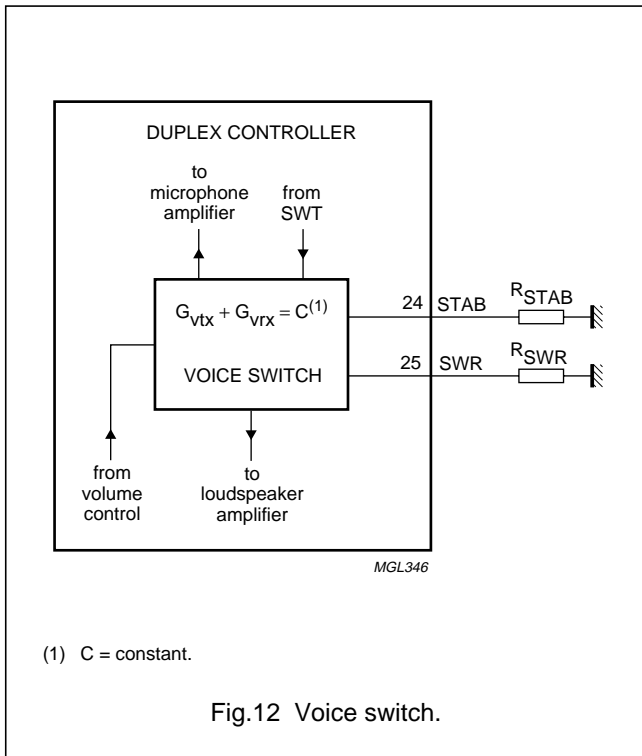 DUPLEX CONTROLLER
to
microphone
amplifier
from
SWT
Gvtx + Gvrx = C(1)
VOICE SWITCH
24 STAB
RSTAB
25 SWR
RSWR
from
volume
control
to
loudspeaker
amplifier
MGL346
(1) C = constant.
Fig.12 Voice switch.